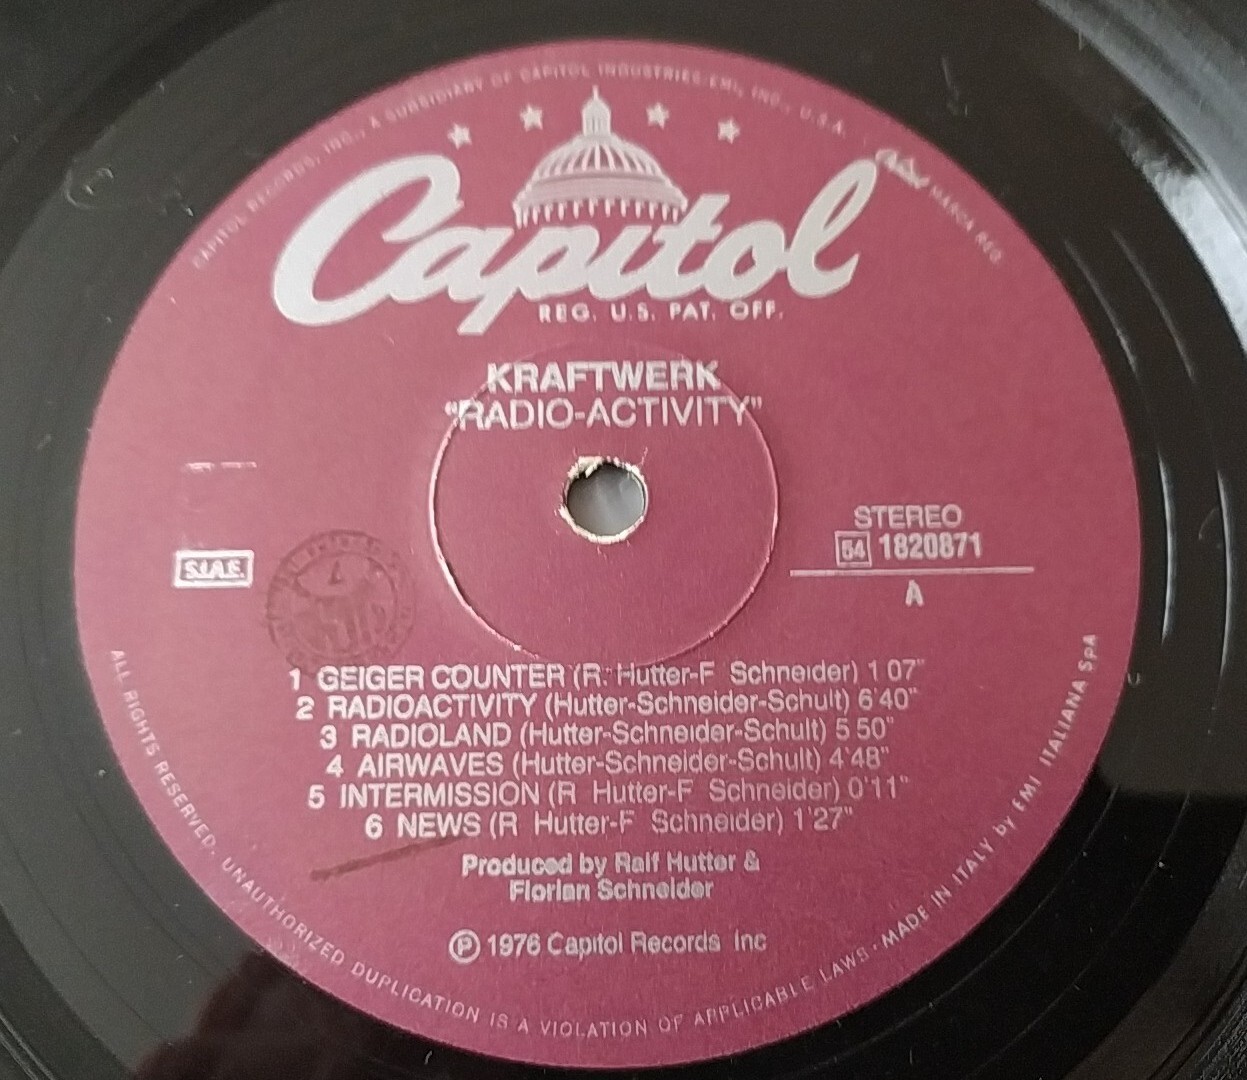 CAPITOL RECORDS, INC., A SUBSIDIARY OF CAPITOL INDUSTRIES-EMI, INC., U.S.A.
Capitol MARCA REG.
Capitol
REG. U.S. PAT. OFF.
KRAFTWERK
"RADIO-ACTIVITY"
STEREO
54 1820871
A
S.I.A.E.
1 GEIGER COUNTER (R. Hutter-F Schneider) 1 07"
2 RADIOACTIVITY (Hutter-Schneider-Schult) 6'40"
3 RADIOLAND (Hutter-Schneider-Schult) 5 50"
4 AIRWAVES (Hutter-Schneider-Schult) 4'48"
5 INTERMISSION (R Hutter-F Schneider) 0'11"
6 NEWS (R Hutter-F Schneider) 1'27"
Produced by Ralf Hutter &
Florian Schneider
℗ 1976 Capitol Records Inc
ALL RIGHTS RESERVED. UNAUTHORIZED DUPLICATION IS A VIOLATION OF APPLICABLE LAWS · MADE IN ITALY by EMI ITALIANA SpA